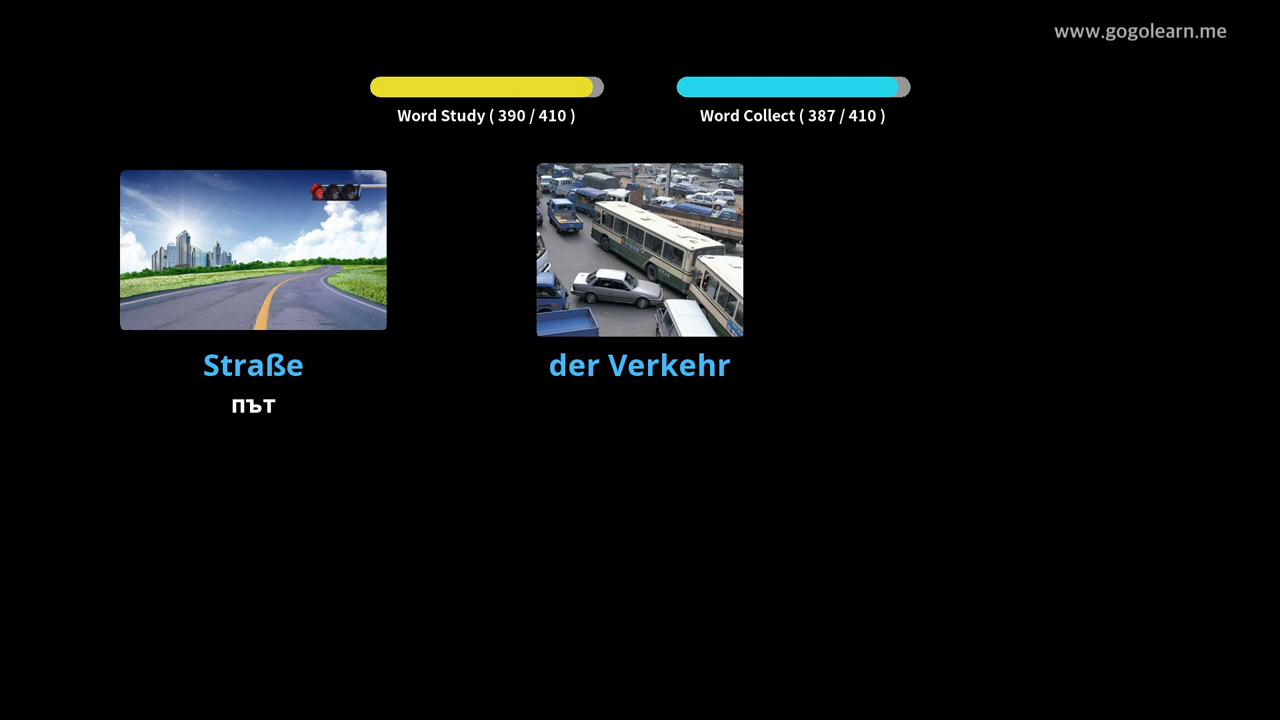 www.gogolearn.me
Word Study ( 390 / 410 )
Word Collect ( 387 / 410 )
Straße
път
der Verkehr